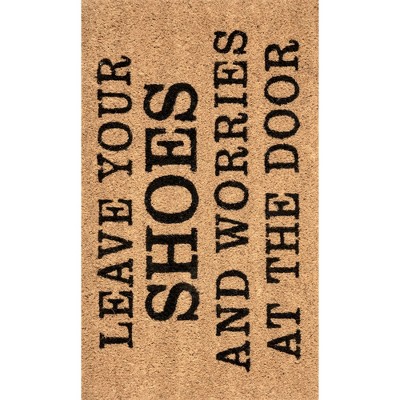 LEAVE YOUR
SHOES
AND WORRIES
AT THE DOOR